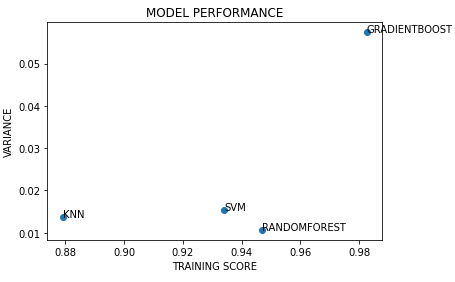 MODEL PERFORMANCE
GRADIENTBOOST
0.05
0.04
VARIANCE
0.03
0.02
KNN
SVM
RANDOMFOREST
0.01
0.88 0.90 0.92 0.94 0.96 0.98
TRAINING SCORE